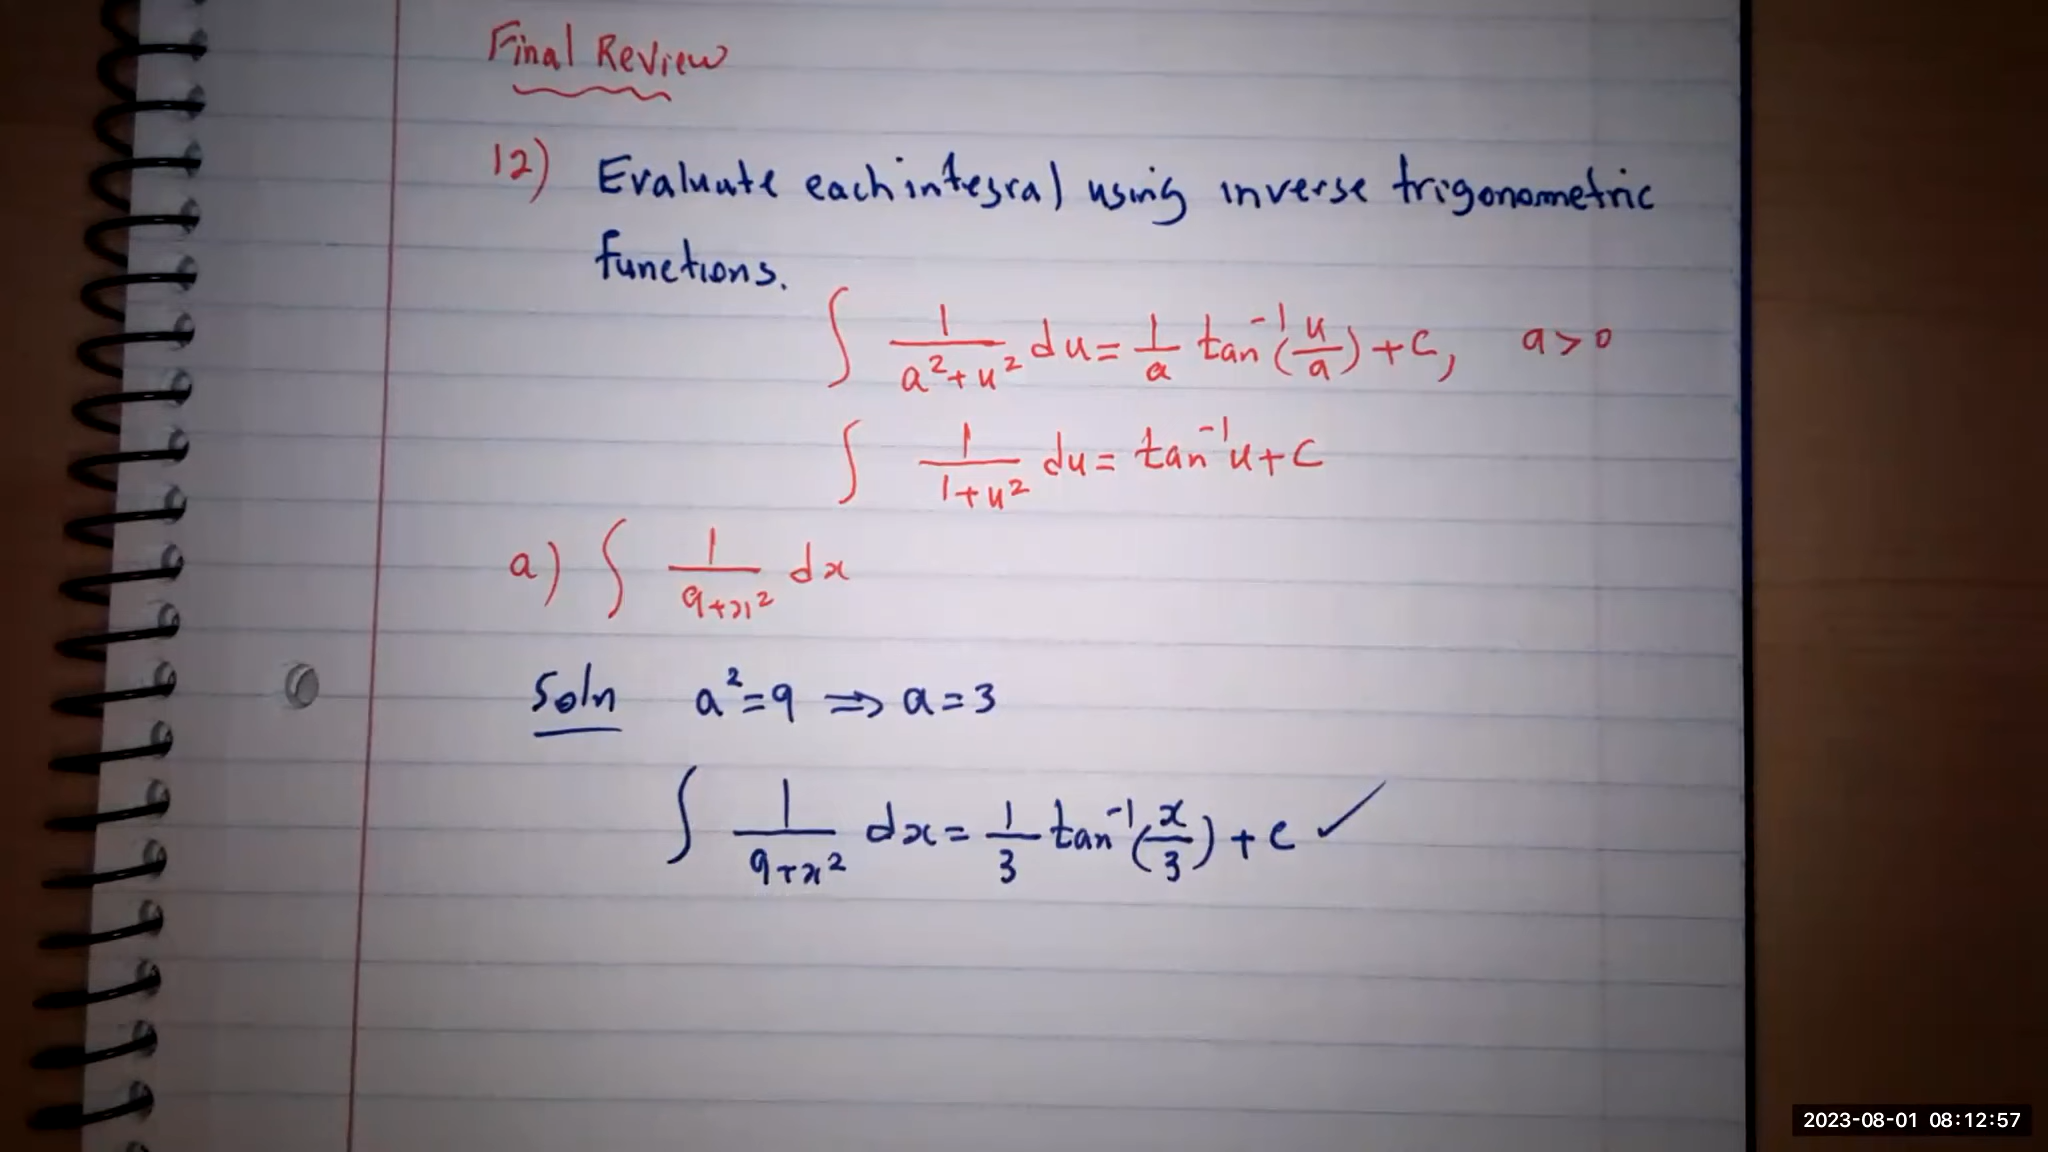 Final Review
12) Evaluate each integral using inverse trigonometric
functions.
∫ 1/(a²+u²) du = 1/a tan⁻¹(u/a) + C, a > 0
∫ 1/(1+u²) du = tan⁻¹u + C
a) ∫ 1/(9+x²) dx
Soln a² = 9 ⇒ a = 3
∫ 1/(9+x²) dx = 1/3 tan⁻¹(x/3) + C ✓
2023-08-01 08:12:57